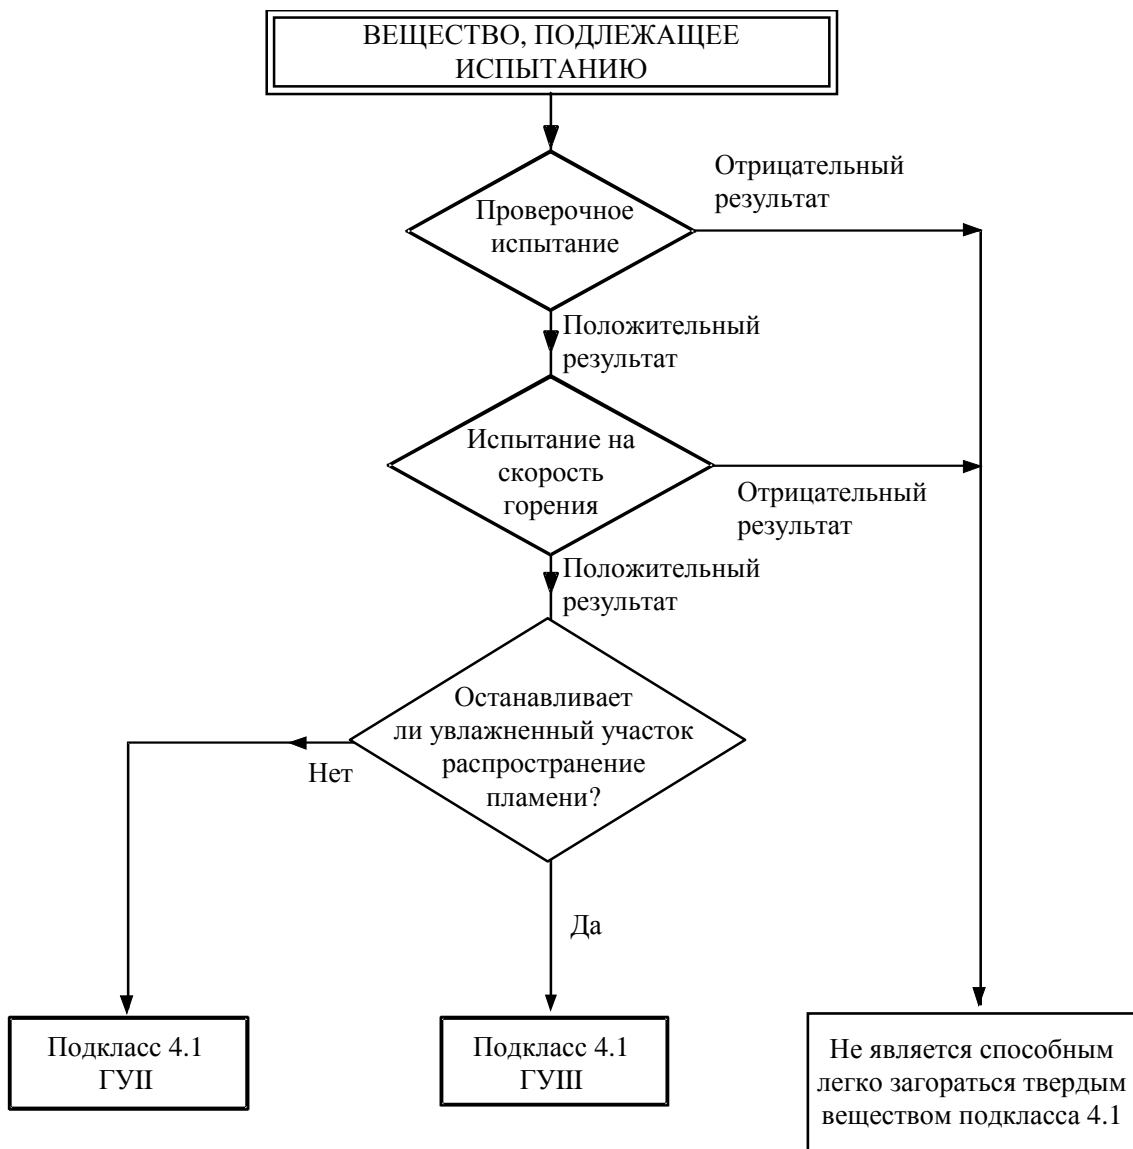 ВЕЩЕСТВО, ПОДЛЕЖАЩЕЕ
ИСПЫТАНИЮ
Отрицательный
результат
Проверочное
испытание
Положительный
результат
Испытание на
скорость
горения
Отрицательный
результат
Положительный
результат
Останавливает
ли увлажненный участок
распространение
пламени?
Нет
Да
Подкласс 4.1
ГУII
Подкласс 4.1
ГУIII
Не является способным
легко загораться твердым
веществом подкласса 4.1